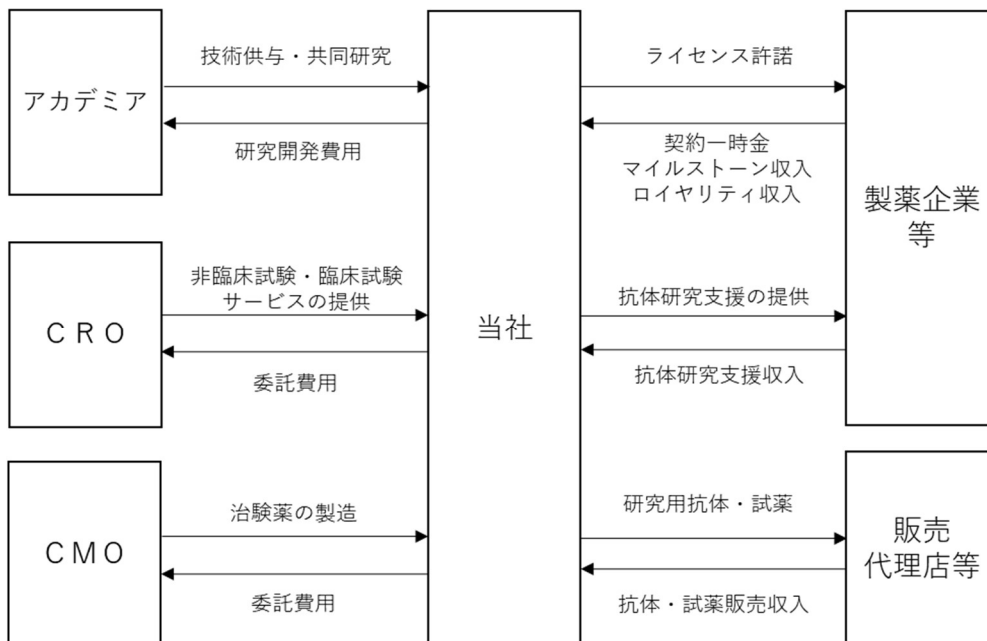 アカデミア
技術供与・共同研究
研究開発費用
CRO
非臨床試験・臨床試験
サービスの提供
委託費用
CMO
治験薬の製造
委託費用
当社
ライセンス許諾
契約一時金
マイルストーン収入
ロイヤリティ収入
抗体研究支援の提供
抗体研究支援収入
製薬企業
等
研究用抗体・試薬
抗体・試薬販売収入
販売
代理店等